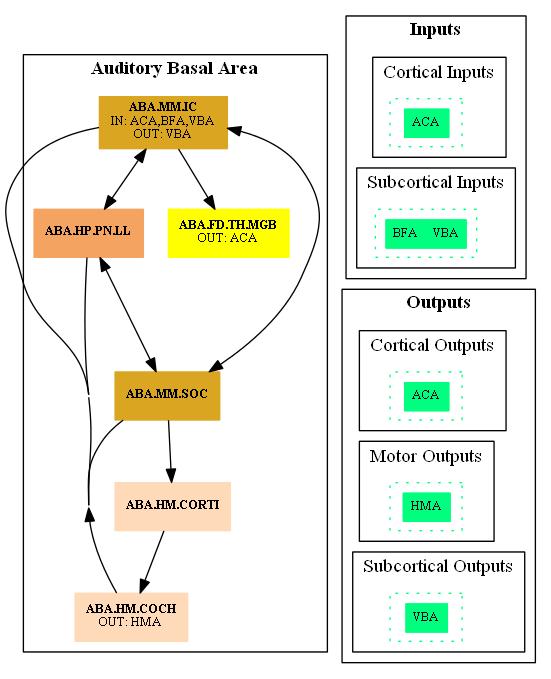 Auditory Basal Area
ABA.MM.IC
IN: ACA,BFA,VBA
OUT: VBA
ABA.HP.PN.LL
ABA.FD.TH.MGB
OUT: ACA
ABA.MM.SOC
ABA.HM.CORTI
ABA.HM.COCH
OUT: HMA
Inputs
Cortical Inputs
ACA
Subcortical Inputs
BFA VBA
Outputs
Cortical Outputs
ACA
Motor Outputs
HMA
Subcortical Outputs
VBA